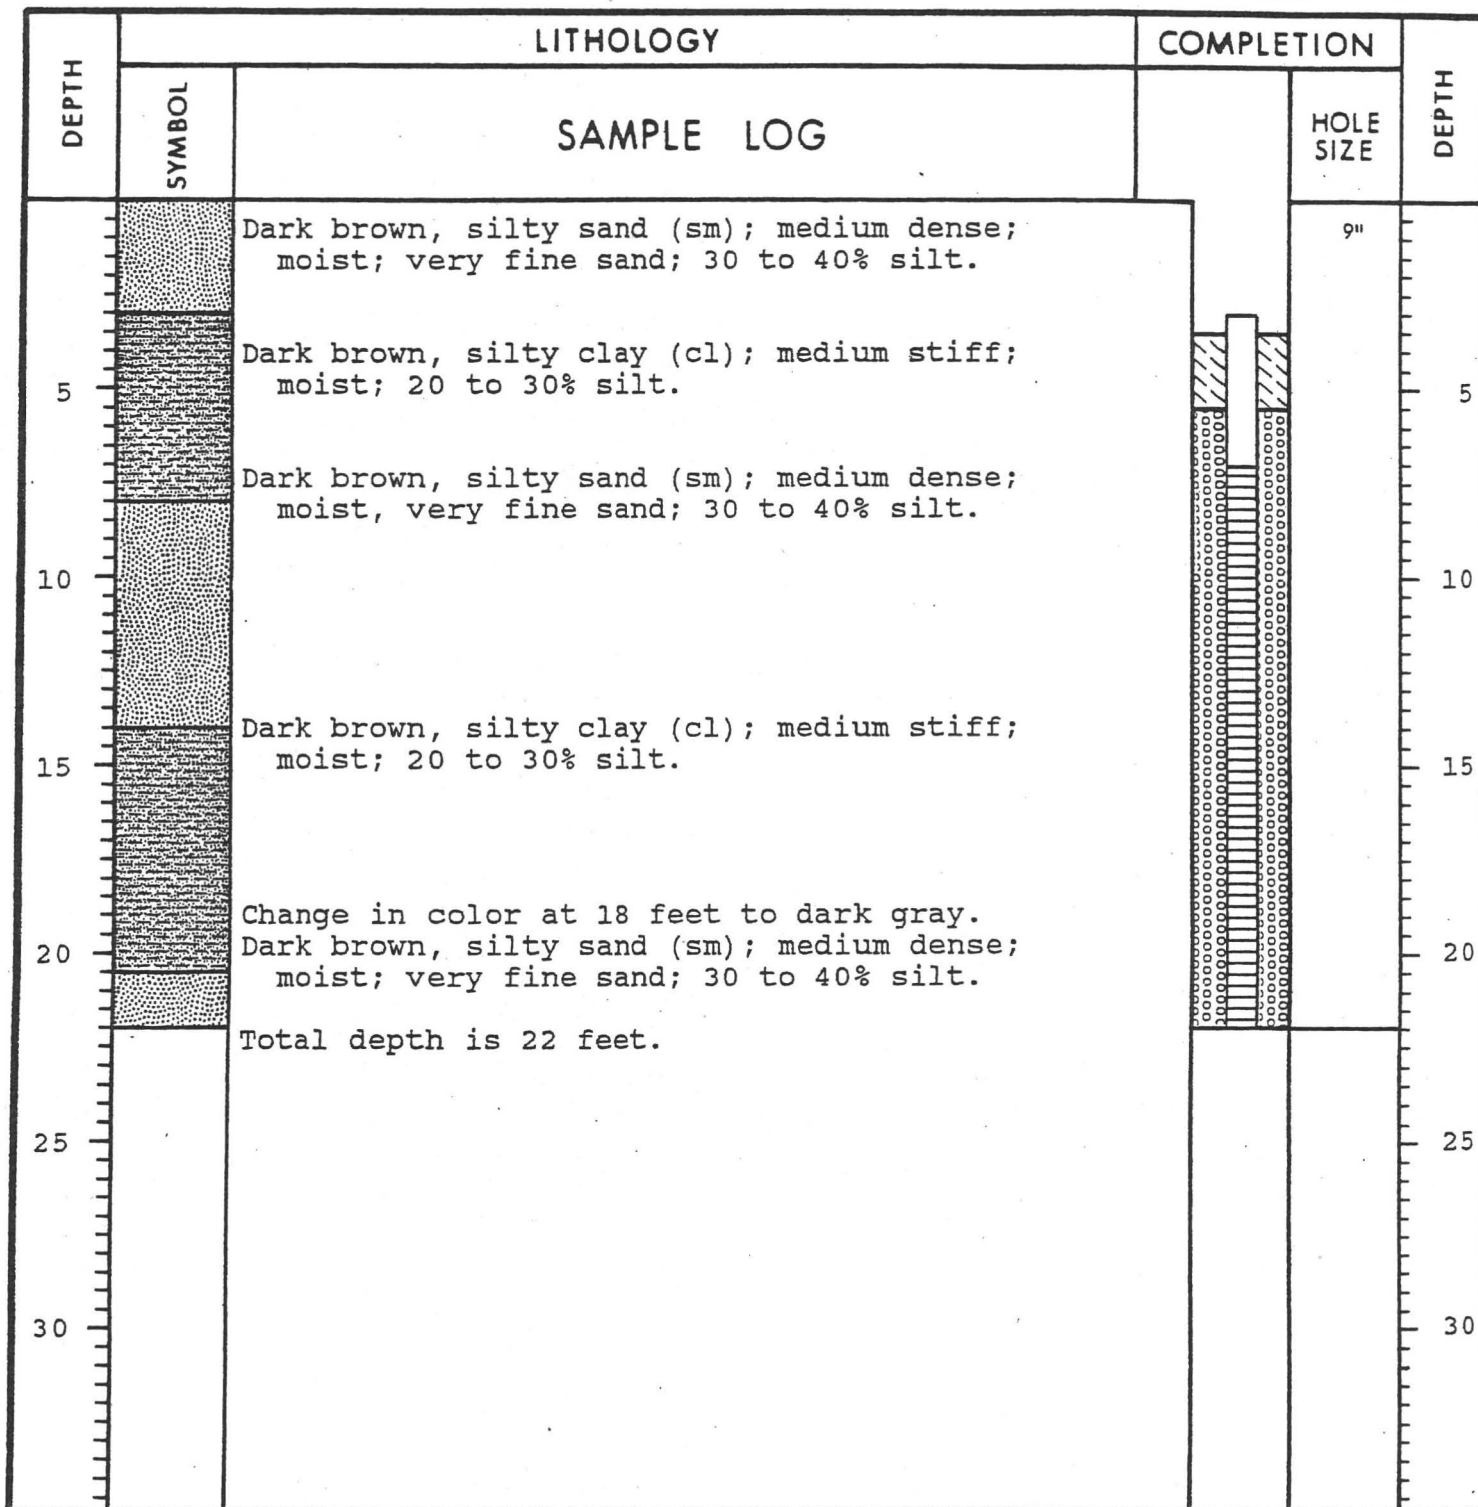 LITHOLOGY
COMPLETION
DEPTH
SYMBOL
SAMPLE LOG
HOLE
SIZE
DEPTH
Dark brown, silty sand (sm); medium dense;
moist; very fine sand; 30 to 40% silt.
9"
Dark brown, silty clay (cl); medium stiff;
moist; 20 to 30% silt.
5
5
Dark brown, silty sand (sm); medium dense;
moist, very fine sand; 30 to 40% silt.
10
10
Dark brown, silty clay (cl); medium stiff;
moist; 20 to 30% silt.
15
15
Change in color at 18 feet to dark gray.
Dark brown, silty sand (sm); medium dense;
moist; very fine sand; 30 to 40% silt.
20
20
Total depth is 22 feet.
25
25
30
30